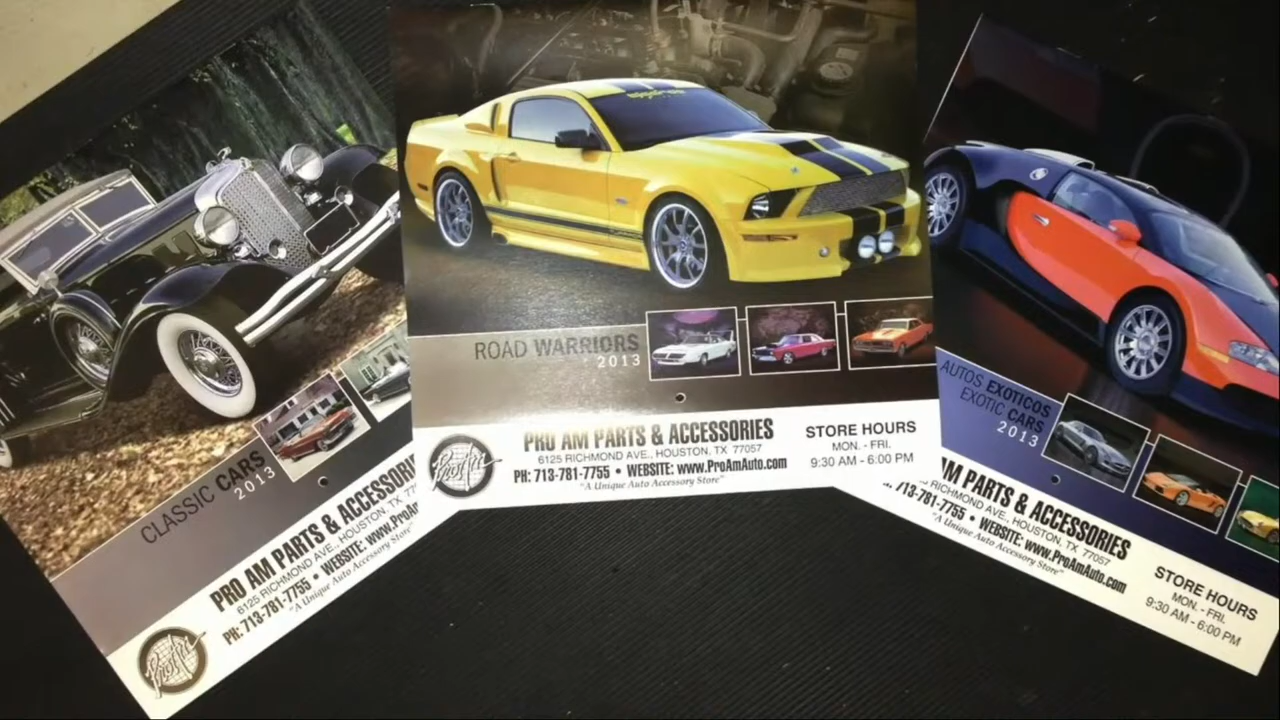 CLASSIC CARS
2013
PRO AM PARTS & ACCESSORI
6125 RICHMOND AVE., HOUSTON, TX 77
PH: 713-781-7755 • WEBSITE: www.ProA
"A Unique Auto Accessory Store"
ProAm
ROAD WARRIORS
2013
ProAm
PRO AM PARTS & ACCESSORIES
6125 RICHMOND AVE., HOUSTON, TX 77057
PH: 713-781-7755 • WEBSITE: www.ProAmAuto.com
"A Unique Auto Accessory Store"
STORE HOURS
MON. - FRI.
9:30 AM - 6:00 PM
AUTOS EXOTICOS
EXOTIC CARS
2013
M PARTS & ACCESSORIES
RICHMOND AVE., HOUSTON, TX 77057
713-781-7755 • WEBSITE: www.ProAmAuto.com
"A Unique Auto Accessory Store"
STORE HOURS
MON. - FRI.
9:30 AM - 6:00 PM